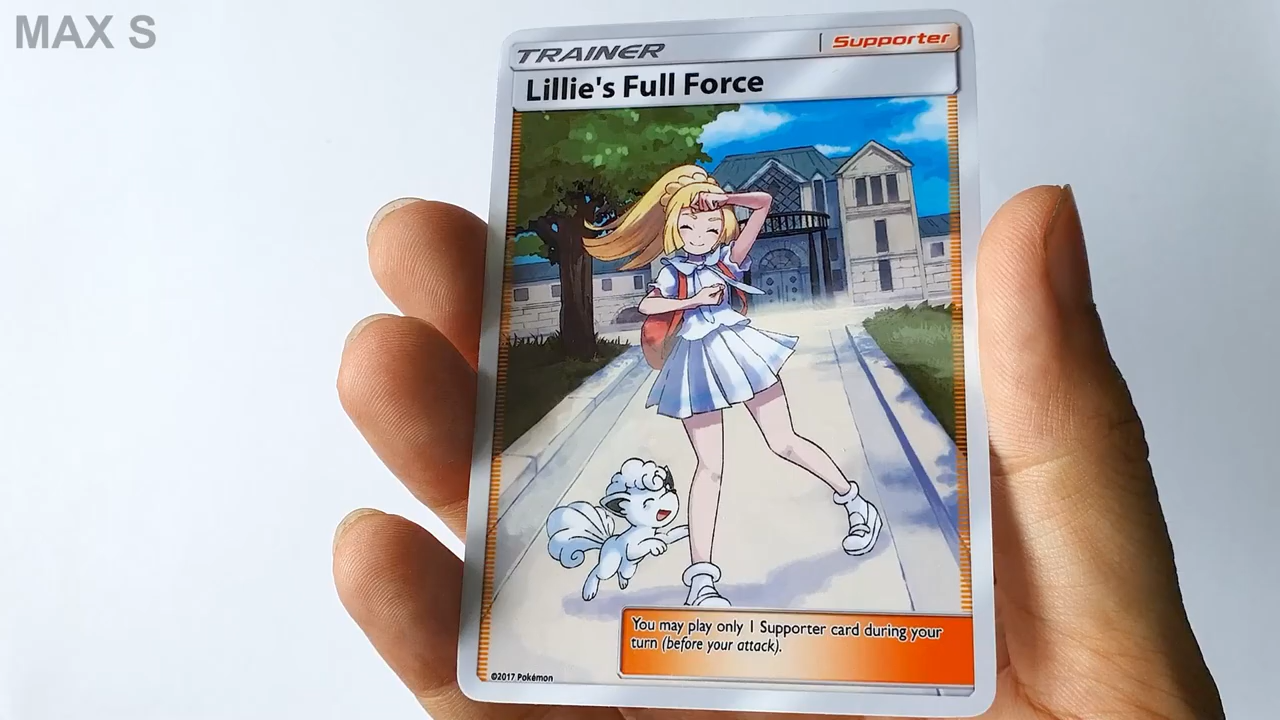 MAX S
TRAINER
Supporter
Lillie's Full Force
You may play only 1 Supporter card during your
turn (before your attack).
©2017 Pokémon